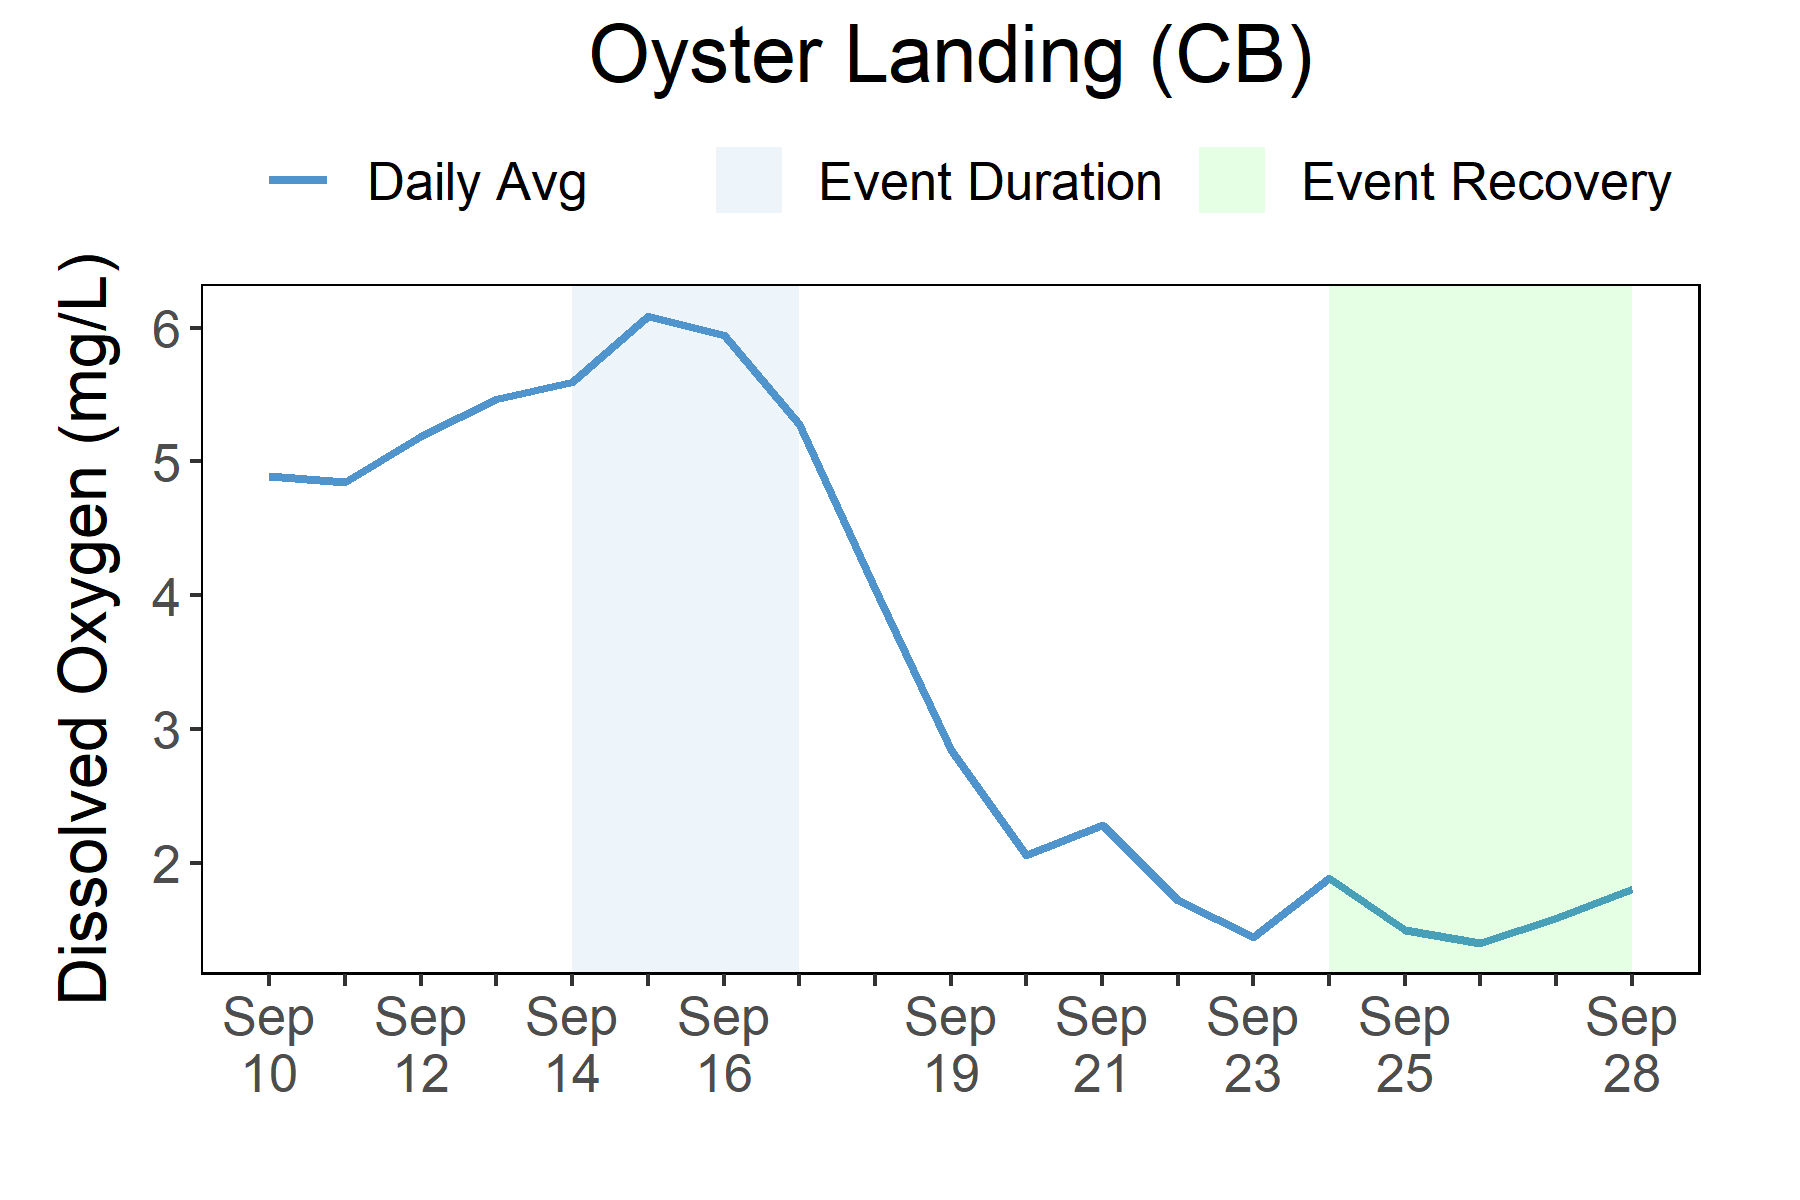 Oyster Landing (CB)
Daily Avg Event Duration Event Recovery
Dissolved Oxygen (mg/L)
6
5
4
3
2
Sep Sep Sep Sep Sep Sep Sep Sep Sep
10 12 14 16 19 21 23 25 28